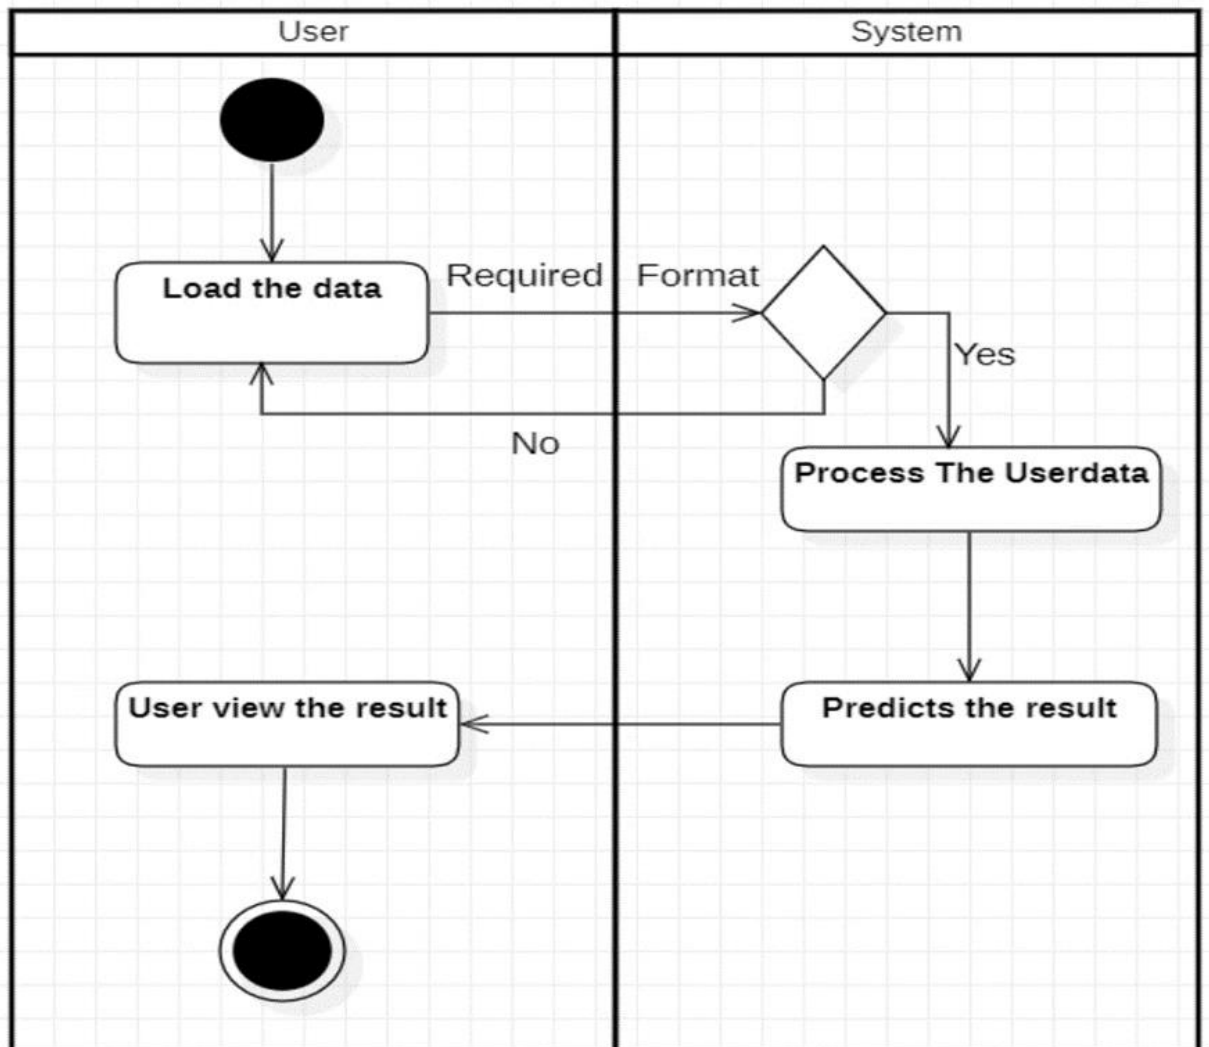 User
System
Load the data
Required Format
Yes
No
Process The Userdata
User view the result
Predicts the result